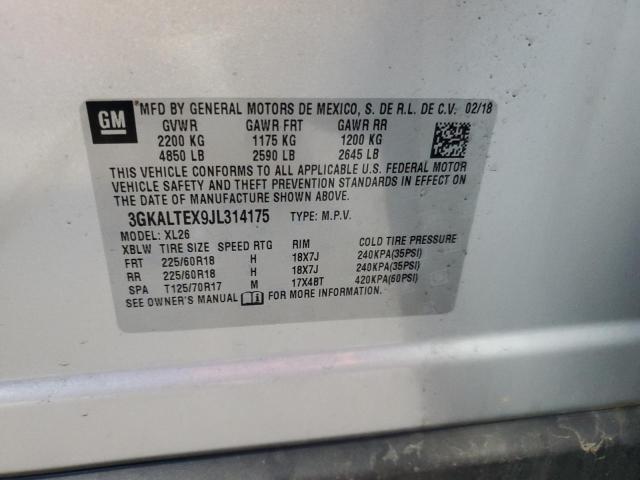 GM
MFD BY GENERAL MOTORS DE MEXICO, S. DE R.L. DE C.V. 02/18
GVWR GAWR FRT GAWR RR
2200 KG 1175 KG 1200 KG
4850 LB 2590 LB 2645 LB
THIS VEHICLE CONFORMS TO ALL APPLICABLE U.S. FEDERAL MOTOR
VEHICLE SAFETY AND THEFT PREVENTION STANDARDS IN EFFECT ON
THE DATE OF MANUFACTURE SHOWN ABOVE.
3GKALTEX9JL314175 TYPE: M.P.V.
MODEL: XL26
XBLW TIRE SIZE SPEED RTG RIM COLD TIRE PRESSURE
FRT 225/60R18 H 18X7J 240KPA(35PSI)
RR 225/60R18 H 18X7J 240KPA(35PSI)
SPA T125/70R17 M 17X4BT 420KPA(60PSI)
SEE OWNER'S MANUAL FOR MORE INFORMATION.